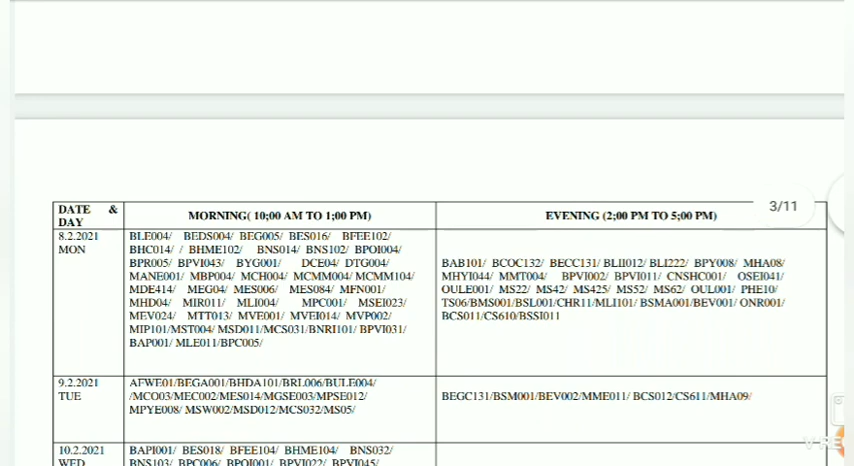 3/11
DATE & DAY
MORNING( 10;00 AM TO 1;00 PM)
EVENING (2;00 PM TO 5;00 PM)
8.2.2021
MON
BLE004/ BEDS004/ BEG005/ BES016/ BFEE102/
BHC014/ / BHME102/ BNS014/ BNS102/ BPOI004/
BPR005/ BPVI043/ BYG001/ DCE04/ DTG004/
MANE001/ MBP004/ MCH004/ MCMM004/ MCMM104/
MDE414/ MEG04/ MES006/ MES084/ MFN001/
MHD04/ MIR011/ MLI004/ MPC001/ MSEI023/
MEV024/ MTT013/ MVE001/ MVEI014/ MVP002/
MIP101/MST004/ MSD011/MCS031/BNRI101/ BPVI031/
BAP001/ MLE011/BPC005/
BAB101/ BCOC132/ BECC131/ BLII012/ BLI222/ BPY008/ MHA08/
MHYI044/ MMT004/ BPVI002/ BPVI011/ CNSHC001/ OSEI041/
OULE001/ MS22/ MS42/ MS425/ MS52/ MS62/ OUL001/ PHE10/
TS06/BMS001/BSL001/CHR11/MLI101/ BSMA001/BEV001/ ONR001/
BCS011/CS610/BSSI011
9.2.2021
TUE
AFWE01/BEGA001/BHDA101/BRL006/BULE004/
/MCO03/MEC002/MES014/MGSE003/MPSE012/
MPYE008/ MSW002/MSD012/MCS032/MS05/
BEGC131/BSM001/BEV002/MME011/ BCS012/CS611/MHA09/
10.2.2021
WED
BAPI001/ BES018/ BFEE104/ BHME104/ BNS032/
BNS103/ BPC006/ BPOI001/ BPVI022/ BPVI045/